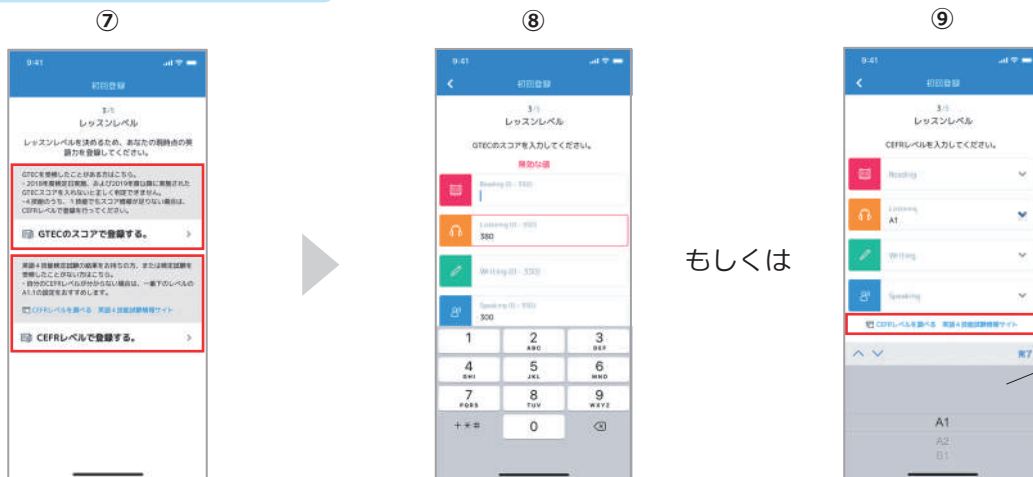 ⑦
9:41
初回登録
3/5
レッスンレベル
レッスンレベルを決めるため、あなたの現時点の英
語力を登録してください。
GTECを受検したことがある方はこちら。
・2018年度検定日実施、および2019年度以降に実施された
GTECスコアを入れないと正しく判定できません。
・4技能のうち、1技能でもスコア情報が足りない場合は、
CEFRレベルで登録を行ってください。
GTECのスコアで登録する。
英語4技能検定試験の結果をお持ちの方、または検定試験を
受検したことがない方はこちら。
・自分のCEFRレベルが分からない場合は、一番下のレベルの
A1.1の設定をおすすめします。
CEFRレベルを調べる 英語4技能試験情報サイト
CEFRレベルで登録する。
⑧
9:41
初回登録
3/5
レッスンレベル
GTECのスコアを入力してください。
無効な値
Reading (0 - 350)
Listening (0 - 350)
380
Writing (0 - 350)
Speaking (0 - 350)
300
1
2
ABC
3
DEF
4
GHI
5
JKL
6
MNO
7
PQRS
8
TUV
9
WXYZ
+*#
0
もしくは
⑨
9:41
初回登録
3/5
レッスンレベル
CEFRレベルを入力してください。
Reading
Listening
A1
Writing
Speaking
CEFRレベルを調べる 英語4技能試験情報サイト
完了
A1
A2
B1